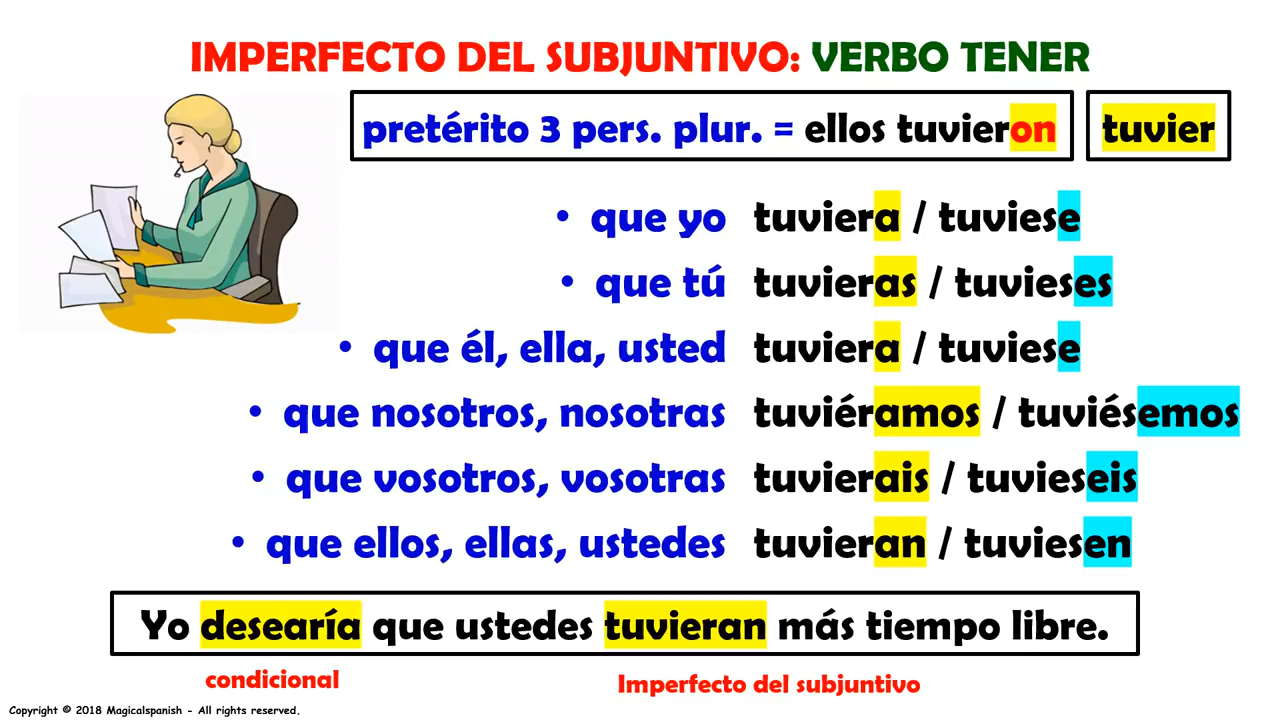 IMPERFECTO DEL SUBJUNTIVO: VERBO TENER
pretérito 3 pers. plur. = ellos tuvieron tuvier
• que yo tuviera / tuviese
• que tú tuvieras / tuvieses
• que él, ella, usted tuviera / tuviese
• que nosotros, nosotras tuviéramos / tuviésemos
• que vosotros, vosotras tuvierais / tuvieseis
• que ellos, ellas, ustedes tuvieran / tuviesen
Yo desearía que ustedes tuvieran más tiempo libre.
condicional Imperfecto del subjuntivo
Copyright © 2018 Magicalspanish - All rights reserved.